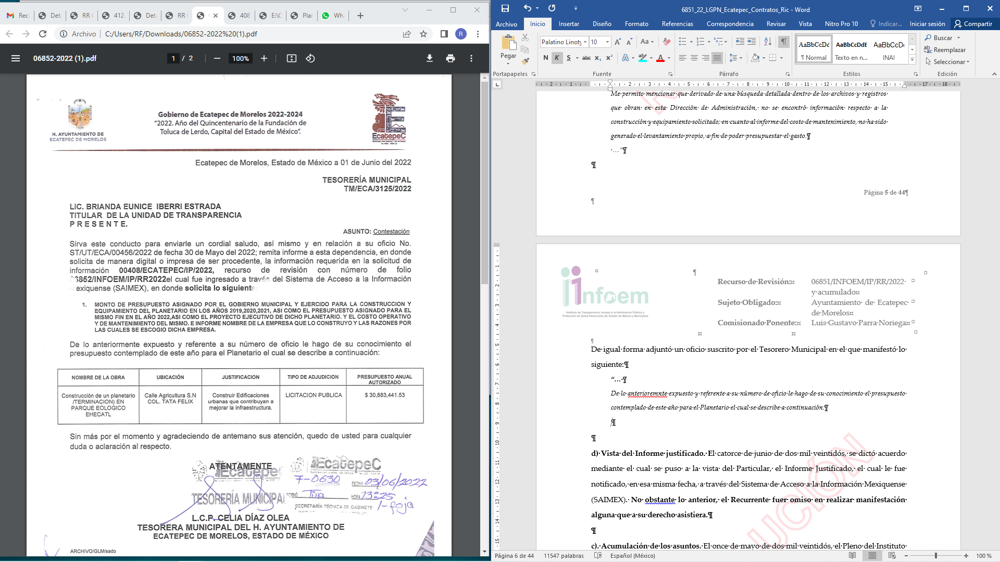 Rec
Deta
RR (
412
Deta
RR (
408
E:\C
Plar
Wha
Archivo
C:/Users/RF/Downloads/06852-2022%20(1).pdf
R
06852-2022 (1).pdf
1 / 2
100%
H. AYUNTAMIENTO DE
ECATEPEC DE MORELOS
Gobierno de Ecatepec de Morelos 2022-2024
“2022. Año del Quincentenario de la Fundación de
Toluca de Lerdo, Capital del Estado de México”.
EcatepeC
Ecatepec de Morelos, Estado de México a 01 de Junio del 2022
TESORERÍA MUNICIPAL
TM/ECA/3125/2022
LIC. BRIANDA EUNICE IBERRI ESTRADA
TITULAR DE LA UNIDAD DE TRANSPARENCIA
P R E S E N T E.
ASUNTO: Contestación
Sirva este conducto para enviarle un cordial saludo, así mismo y en relación a su oficio No.
ST/UT/ECA/00456/2022 de fecha 30 de Mayo del 2022; remita informe a esta dependencia, en donde
solicita de manera digital o impresa de ser procedente, la información requerida en la solicitud de
información 00408/ECATEPEC/IP/2022, recurso de revisión con número de folio
06852/INFOEM/IP/RR2022el cual fue ingresado a través del Sistema de Acceso a la Información
exiquense (SAIMEX), en donde solicita lo siguiente:
1. MONTO DE PRESUPUESTO ASIGNADO POR EL GOBIERNO MUNICIPAL Y EJERCIDO PARA LA CONSTRUCCION Y
EQUIPAMIENTO DEL PLANETARIO EN LOS AÑOS 2019,2020,2021, ASI COMO EL PRESUPUESTO ASIGNADO PARA EL
MISMO FIN EN EL AÑO 2022,ASI COMO EL PROYECTO EJECUTIVO DE DICHO PLANETARIO. Y EL COSTO OPERATIVO
Y DE MANTENIMIENTO DEL MISMO. E INFORME NOMBRE DE LA EMPRESA QUE LO CONSTRUYO Y LAS RAZONES POR
LAS CUALES SE ESCOGIO DICHA EMPRESA.
De lo anteriormente expuesto y referente a su número de oficio le hago de su conocimiento el
presupuesto contemplado de este año para el Planetario el cual se describe a continuación:
NOMBRE DE LA OBRA UBICACIÓN JUSTIFICACION TIPO DE ADJUDICION PRESUPUESTO ANUAL AUTORIZADO
Construcción de un planetario Calle Agricultura S.N Construir Edificaciones LICITACION PUBLICA $ 30,883,441.53
/TERMINACION) EN COL. TATA FELIX urbanas que contribuyan a
PARQUE EOLOGICO mejorar la infraestructura.
EHECATL
Sin más por el momento y agradeciendo de antemano sus atención, quedo de usted para cualquier
duda o aclaración al respecto.
ATENTAMENTE
EcatepeC
EcatepeC
7-0630
FECHA 03/06/2022
TESORERÍA MUNICIPAL
Tina
HORA 13:25
SECRETARÍA TÉCNICA DE GABINETE
1-foja
L.C.P. CELIA DÍAZ OLEA
TESORERA MUNICIPAL DEL H. AYUNTAMIENTO DE
ECATEPEC DE MORELOS, ESTADO DE MÉXICO
ARCHIVO/GLM/sado
6851_22_LGPN_Ecatepec_Contratos_Ric - Word
Archivo Inicio Insertar Diseño Formato Referencias Correspondencia Revisar Vista Nitro Pro 10 Indicar... Iniciar sesión Compartir
Pegar
Palatino Linoty 10
N K S abc
AaBbCcDd AaBbCcDdE AaBbCcDd
¶ Normal Texto en n... INAI
Buscar
Reemplazar
Seleccionar
Portapapeles Fuente Párrafo Estilos Edición
Me permito mencionar que derivado de una búsqueda detallada dentro de los archivos y registros
que obran en esta Dirección de Administración, no se encontró información respecto a la
construcción y equipamiento solicitado; en cuanto al informe del costo de mantenimiento, no ha sido
generado el levantamiento propio, a fin de poder presupuestar el gasto.¶
…”¶
¶
Página 5 de 44¶
¶
infoem
Instituto de Transparencia, Acceso a la Información Pública y
Protección de Datos Personales del Estado de México y Municipios
Recurso de Revisión: 06851/INFOEM/IP/RR/2022
y acumulado
Sujeto Obligado: Ayuntamiento de Ecatepec
de Morelos
Comisionado Ponente: Luis Gustavo Parra Noriega
¶
De igual forma adjuntó un oficio suscrito por el Tesorero Municipal en el que manifestó lo
siguiente:¶
“… ¶
De lo anterioremnte expuesto y referente a su número de oficio le hago de su conocimiento el presupuesto
contemplado de este año para el Planetario el cual se describe a continuación:¶
¶
¶
d) Vista del Informe justificado. El catorce de junio de dos mil veintidós, se dictó acuerdo
mediante el cual se puso a la vista del Particular, el Informe Justificado, el cual le fue
notificado, en esa misma fecha, a través del Sistema de Acceso a la Información Mexiquense
(SAIMEX). No obstante lo anterior, el Recurrente fuer omiso en realizar manifestación
alguna que a su derecho asistiera.¶
¶
c). Acumulación de los asuntos. El once de mayo de dos mil veintidós, el Pleno del Instituto
UCIÓN
Página 6 de 44 11547 palabras Español (México) 100 %